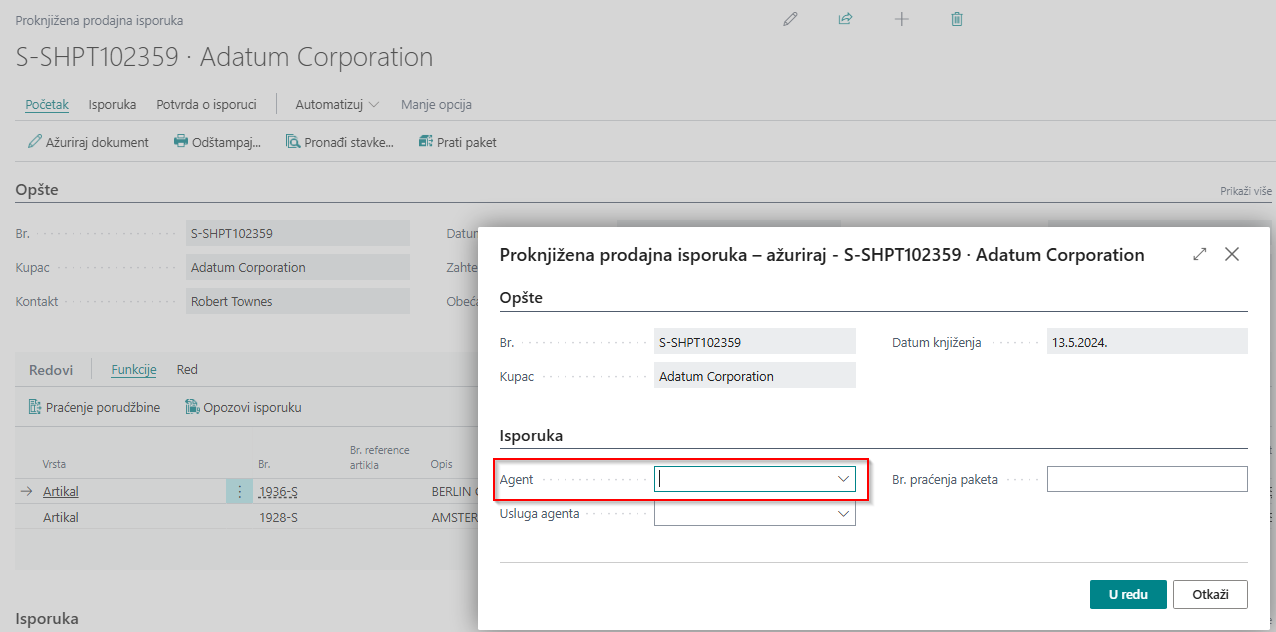 Proknjižena prodajna isporuka
S-SHPT102359 · Adatum Corporation
Početak Isporuka Potvrda o isporuci Automatizuj Manje opcija
Ažuriraj dokument Odštampaj... Pronađi stavke... Prati paket
Opšte Prikaži više
Br. S-SHPT102359 Datum
Kupac Adatum Corporation Zahte
Kontakt Robert Townes Obeća
Redovi Funkcije Red
Praćenje porudžbine Opozovi isporuku
Vrsta Br. Br. reference artikla Opis
Artikal 1936-S BERLIN
Artikal 1928-S AMSTER
Isporuka
Proknjižena prodajna isporuka – ažuriraj - S-SHPT102359 · Adatum Corporation
Opšte
Br. S-SHPT102359 Datum knjiženja 13.5.2024.
Kupac Adatum Corporation
Isporuka
Agent Br. praćenja paketa
Usluga agenta
U redu Otkaži